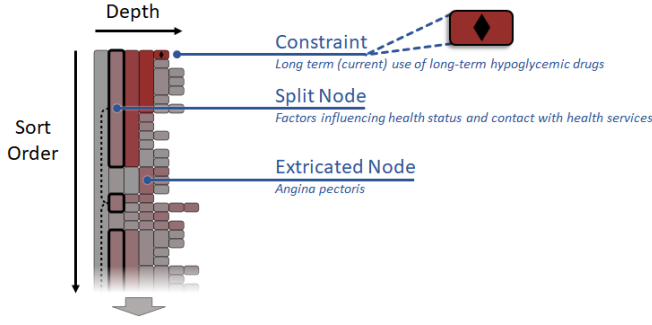 Depth
Constraint
Long term (current) use of long-term hypoglycemic drugs
Split Node
Factors influencing health status and contact with health services
Sort
Order
Extricated Node
Angina pectoris